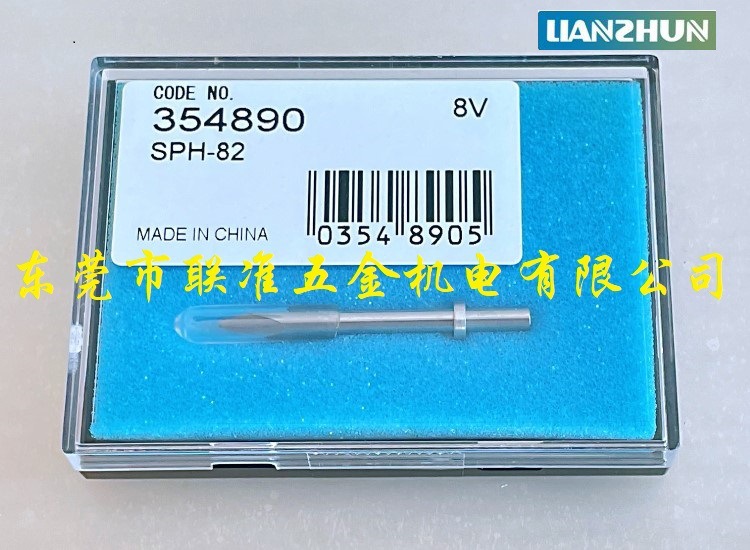 LIANZHUN
CODE NO.
354890
8V
SPH-82
MADE IN CHINA
0354 8905
东莞市联准五金机电有限公司